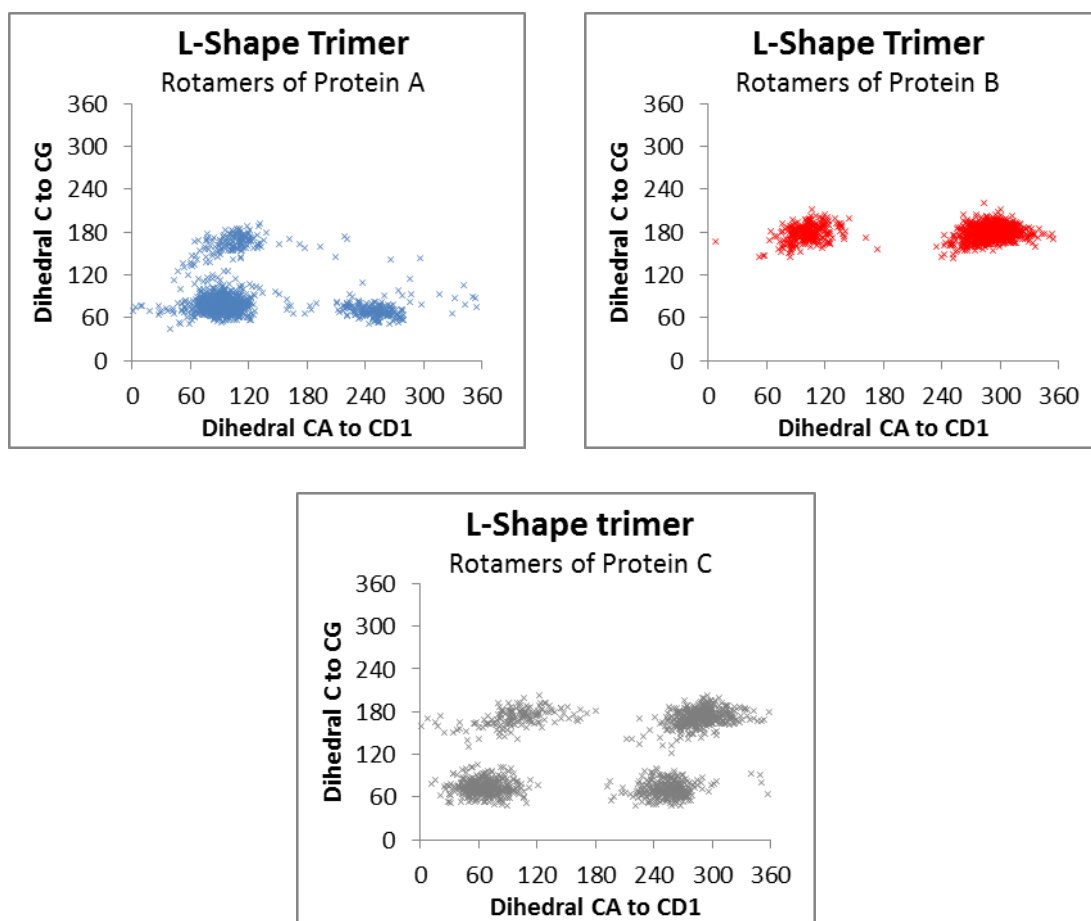 L-Shape Trimer
Rotamers of Protein A
360
300
240
180
120
60
0
Dihedral C to CG
0 60 120 180 240 300 360
Dihedral CA to CD1
L-Shape Trimer
Rotamers of Protein B
360
300
240
180
120
60
0
Dihedral C to CG
0 60 120 180 240 300 360
Dihedral CA to CD1
L-Shape trimer
Rotamers of Protein C
360
300
240
180
120
60
0
Dihedral C to CG
0 60 120 180 240 300 360
Dihedral CA to CD1